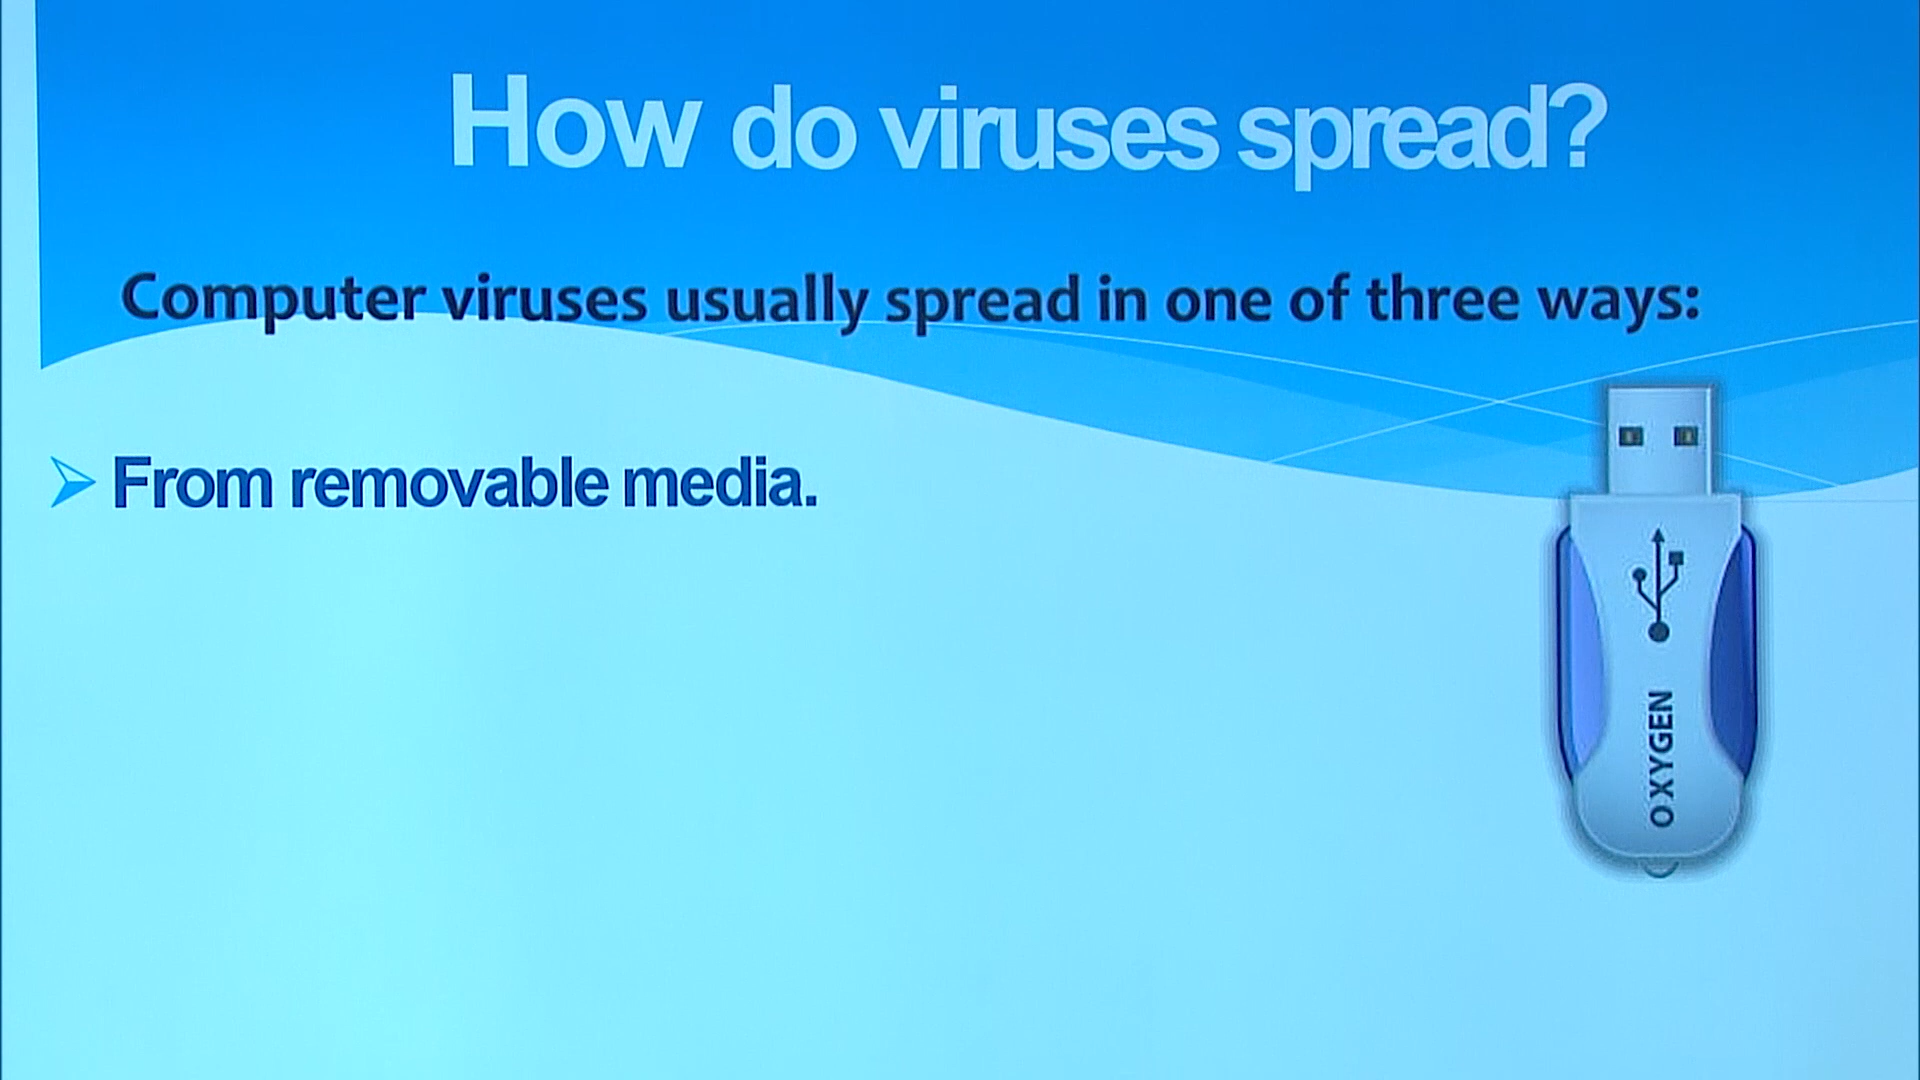 How do viruses spread?
Computer viruses usually spread in one of three ways:
From removable media.
OXYGEN